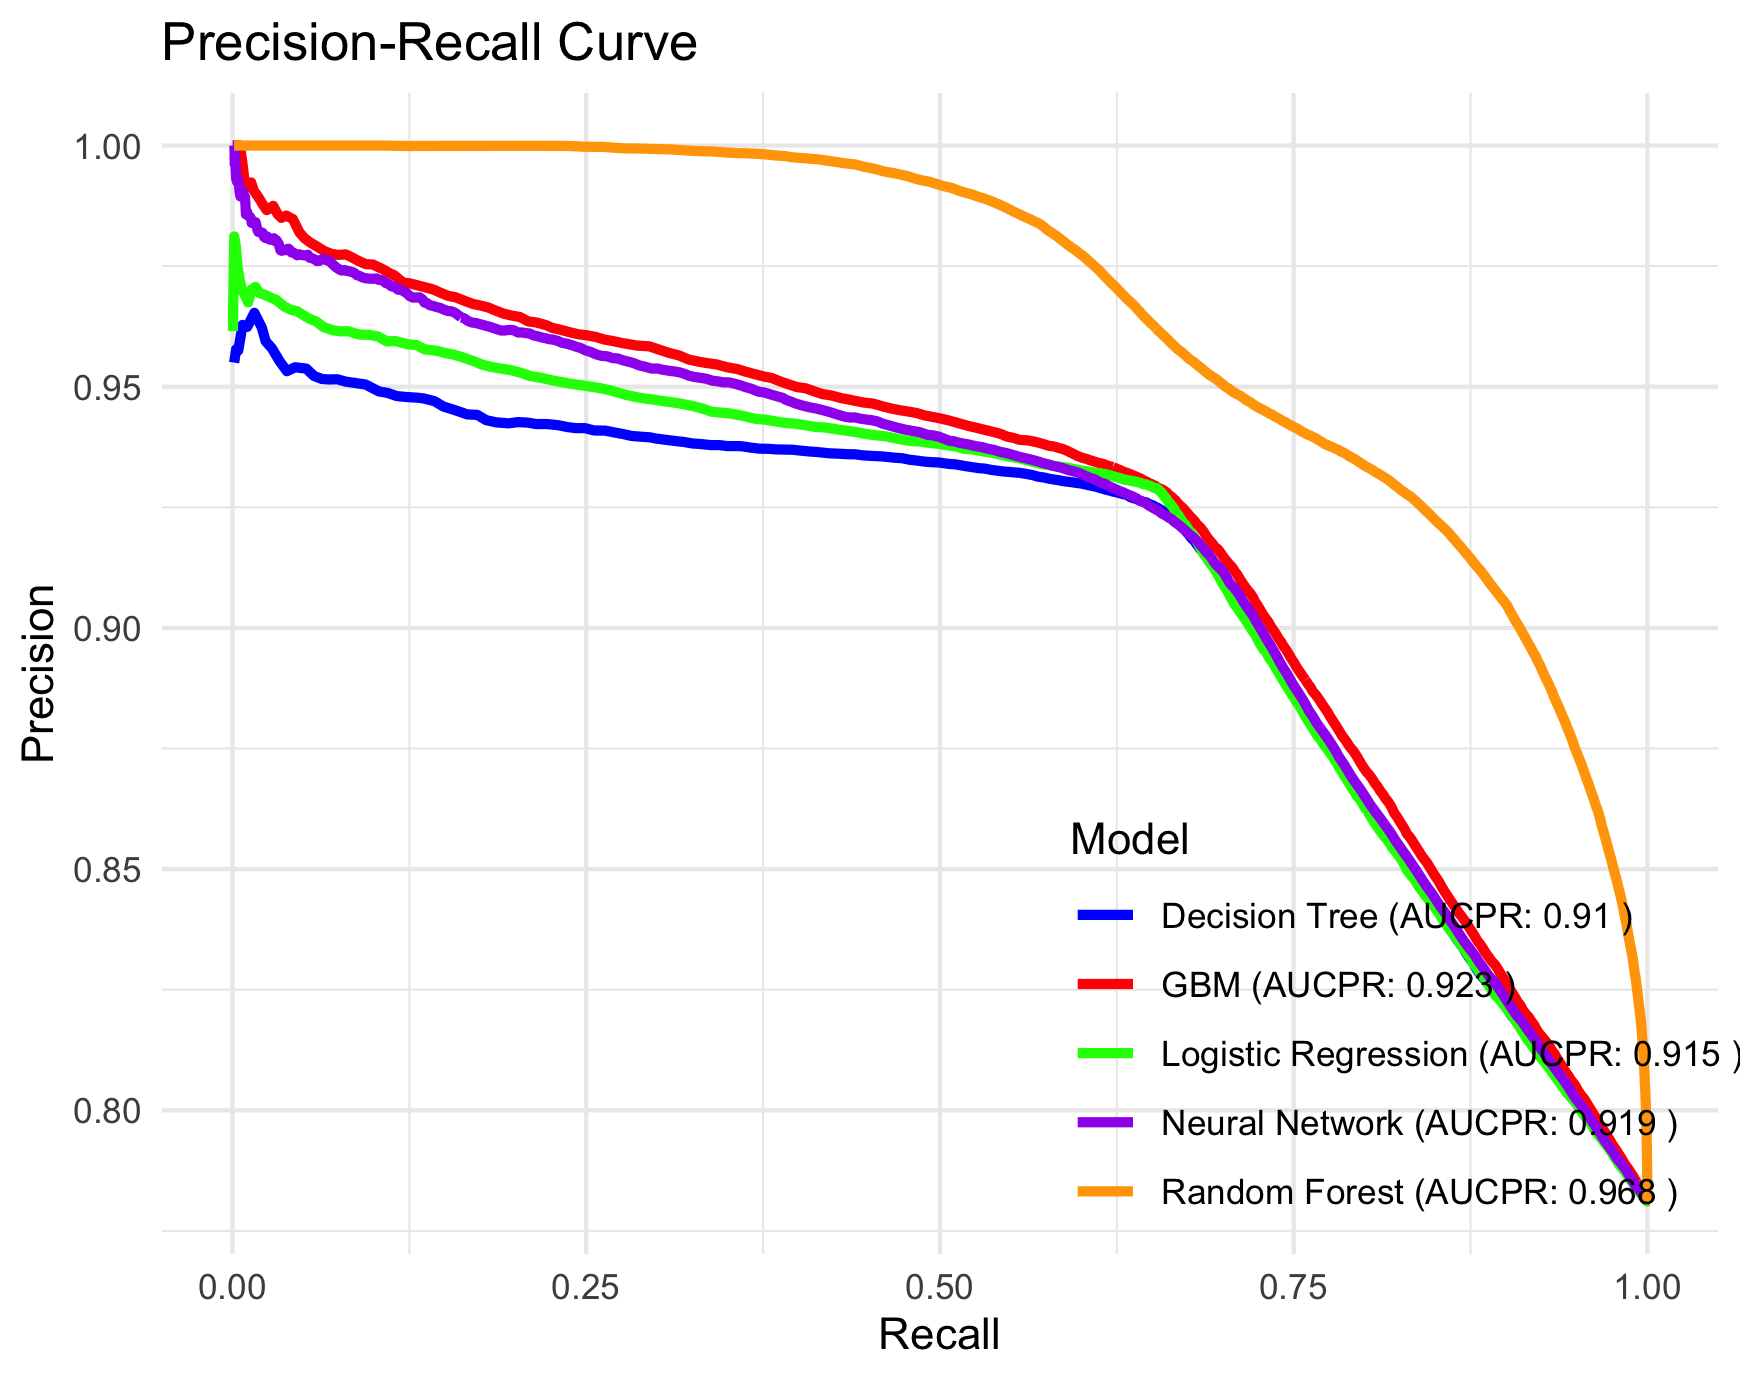 Precision-Recall Curve
1.00
0.95
0.90
0.85
0.80
Precision
0.00
0.25
0.50
0.75
1.00
Recall
Model
Decision Tree (AUCPR: 0.91 )
GBM (AUCPR: 0.923 )
Logistic Regression (AUCPR: 0.915 )
Neural Network (AUCPR: 0.919 )
Random Forest (AUCPR: 0.968 )